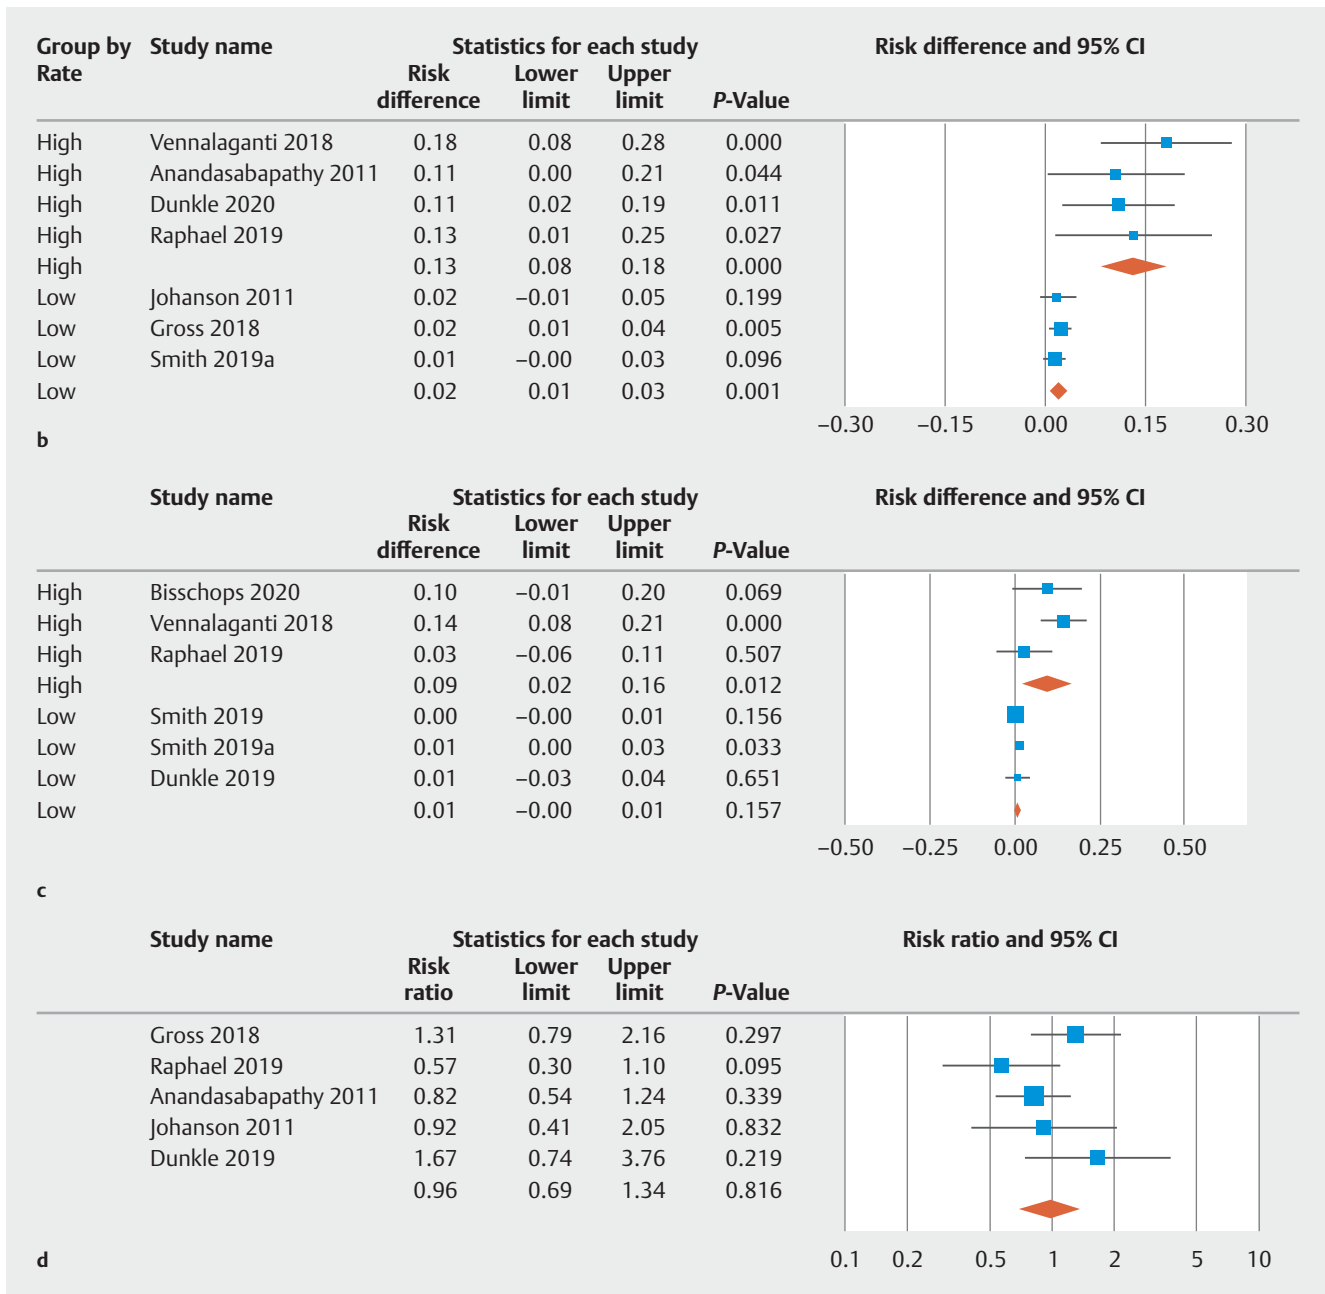 Group by Study name Statistics for each study Risk difference and 95% CI
Rate Risk Lower Upper
difference limit limit P-Value
High Vennalaganti 2018 0.18 0.08 0.28 0.000
High Anandasabapathy 2011 0.11 0.00 0.21 0.044
High Dunkle 2020 0.11 0.02 0.19 0.011
High Raphael 2019 0.13 0.01 0.25 0.027
High 0.13 0.08 0.18 0.000
Low Johanson 2011 0.02 –0.01 0.05 0.199
Low Gross 2018 0.02 0.01 0.04 0.005
Low Smith 2019a 0.01 –0.00 0.03 0.096
Low 0.02 0.01 0.03 0.001
–0.30 –0.15 0.00 0.15 0.30
b
Study name Statistics for each study Risk difference and 95% CI
Risk Lower Upper
difference limit limit P-Value
High Bisschops 2020 0.10 –0.01 0.20 0.069
High Vennalaganti 2018 0.14 0.08 0.21 0.000
High Raphael 2019 0.03 –0.06 0.11 0.507
High 0.09 0.02 0.16 0.012
Low Smith 2019 0.00 –0.00 0.01 0.156
Low Smith 2019a 0.01 0.00 0.03 0.033
Low Dunkle 2019 0.01 –0.03 0.04 0.651
Low 0.01 –0.00 0.01 0.157
–0.50 –0.25 0.00 0.25 0.50
c
Study name Statistics for each study Risk ratio and 95% CI
Risk Lower Upper
ratio limit limit P-Value
Gross 2018 1.31 0.79 2.16 0.297
Raphael 2019 0.57 0.30 1.10 0.095
Anandasabapathy 2011 0.82 0.54 1.24 0.339
Johanson 2011 0.92 0.41 2.05 0.832
Dunkle 2019 1.67 0.74 3.76 0.219
0.96 0.69 1.34 0.816
d 0.1 0.2 0.5 1 2 5 10